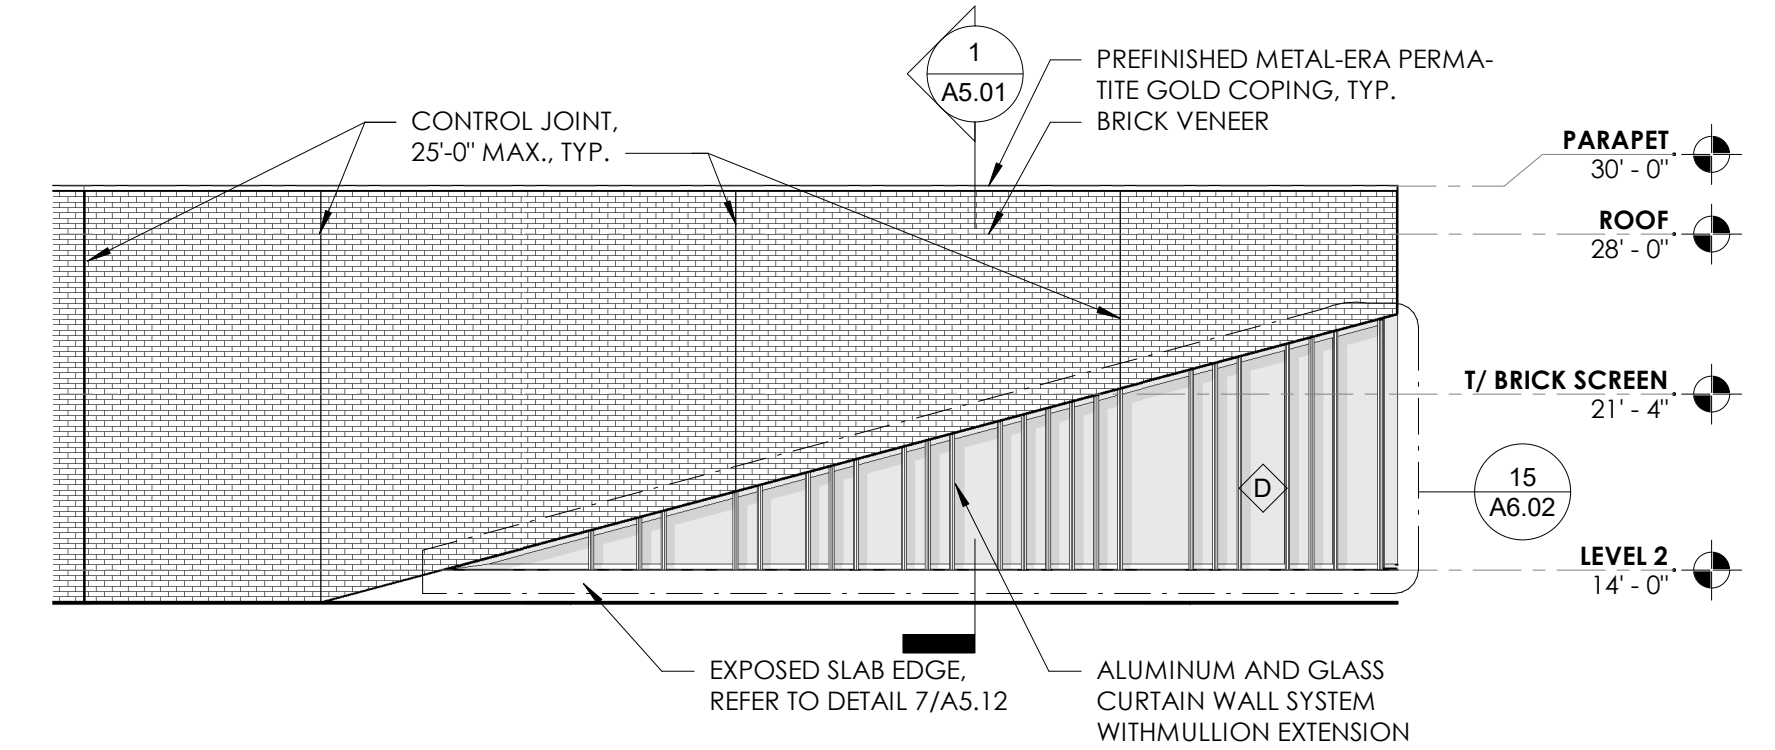 1
A5.01
PREFINISHED METAL-ERA PERMA-
TITE GOLD COPING, TYP.
BRICK VENEER
CONTROL JOINT,
25'-0" MAX., TYP.
PARAPET
30' - 0"
ROOF
28' - 0"
T/ BRICK SCREEN
21' - 4"
D
15
A6.02
LEVEL 2
14' - 0"
EXPOSED SLAB EDGE,
REFER TO DETAIL 7/A5.12
ALUMINUM AND GLASS
CURTAIN WALL SYSTEM
WITHMULLION EXTENSION